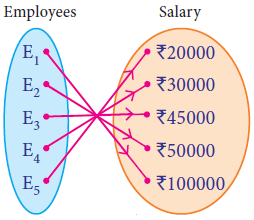 Employees Salary
E₁ ₹20000
E₂ ₹30000
E₃ ₹45000
E₄ ₹50000
E₅ ₹100000